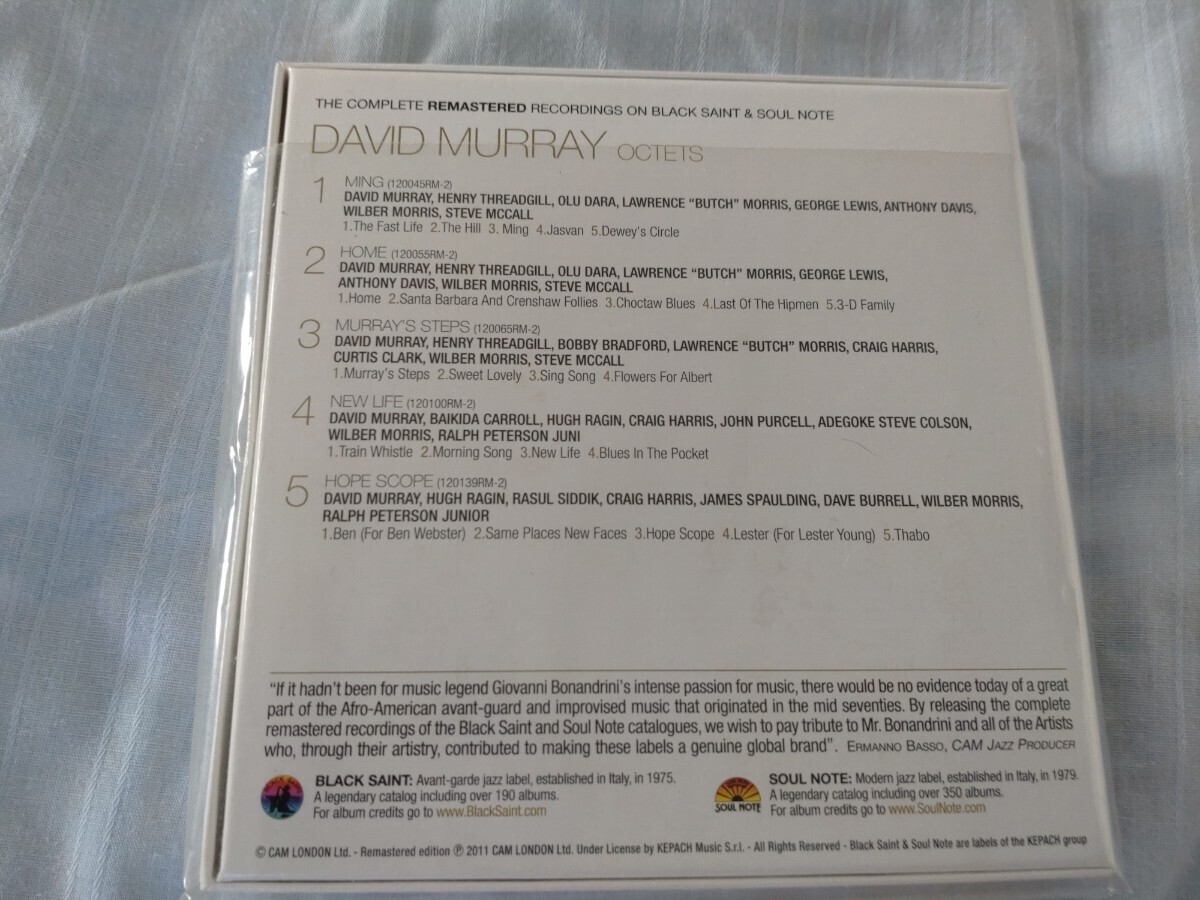 THE COMPLETE REMASTERED RECORDINGS ON BLACK SAINT & SOUL NOTE
DAVID MURRAY OCTETS
1 MING (120045RM-2)
DAVID MURRAY, HENRY THREADGILL, OLU DARA, LAWRENCE “BUTCH” MORRIS, GEORGE LEWIS, ANTHONY DAVIS,
WILBER MORRIS, STEVE MCCALL
1.The Fast Life 2.The Hill 3. Ming 4.Jasvan 5.Dewey's Circle
2 HOME (120055RM-2)
DAVID MURRAY, HENRY THREADGILL, OLU DARA, LAWRENCE “BUTCH” MORRIS, GEORGE LEWIS,
ANTHONY DAVIS, WILBER MORRIS, STEVE MCCALL
1.Home 2.Santa Barbara And Crenshaw Follies 3.Choctaw Blues 4.Last Of The Hipmen 5.3-D Family
3 MURRAY'S STEPS (120065RM-2)
DAVID MURRAY, HENRY THREADGILL, BOBBY BRADFORD, LAWRENCE “BUTCH” MORRIS, CRAIG HARRIS,
CURTIS CLARK, WILBER MORRIS, STEVE MCCALL
1.Murray's Steps 2.Sweet Lovely 3.Sing Song 4.Flowers For Albert
4 NEW LIFE (120100RM-2)
DAVID MURRAY, BAIKIDA CARROLL, HUGH RAGIN, CRAIG HARRIS, JOHN PURCELL, ADEGOKE STEVE COLSON,
WILBER MORRIS, RALPH PETERSON JUNI
1.Train Whistle 2.Morning Song 3.New Life 4.Blues In The Pocket
5 HOPE SCOPE (120139RM-2)
DAVID MURRAY, HUGH RAGIN, RASUL SIDDIK, CRAIG HARRIS, JAMES SPAULDING, DAVE BURRELL, WILBER MORRIS,
RALPH PETERSON JUNIOR
1.Ben (For Ben Webster) 2.Same Places New Faces 3.Hope Scope 4.Lester (For Lester Young) 5.Thabo
“If it hadn't been for music legend Giovanni Bonandrini's intense passion for music, there would be no evidence today of a great
part of the Afro-American avant-guard and improvised music that originated in the mid seventies. By releasing the complete
remastered recordings of the Black Saint and Soul Note catalogues, we wish to pay tribute to Mr. Bonandrini and all of the Artists
who, through their artistry, contributed to making these labels a genuine global brand”. ERMANNO BASSO, CAM JAZZ PRODUCER
BLACK SAINT: Avant-garde jazz label, established in Italy, in 1975.
A legendary catalog including over 190 albums.
For album credits go to www.BlackSaint.com
SOUL NOTE
SOUL NOTE: Modern jazz label, established in Italy, in 1979.
A legendary catalog including over 350 albums.
For album credits go to www.SoulNote.com
© CAM LONDON Ltd. - Remastered edition ℗ 2011 CAM LONDON Ltd. Under License by KEPACH Music S.r.l. - All Rights Reserved - Black Saint & Soul Note are labels of the KEPACH group